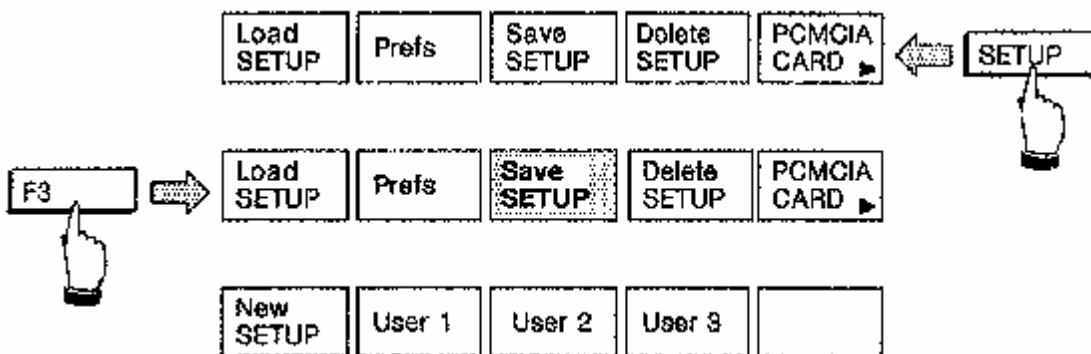 Load SETUP
Prefs
Save SETUP
Delete SETUP
PCMCIA CARD ▶
SETUP
F3
Load SETUP
Prefs
Save SETUP
Delete SETUP
PCMCIA CARD ▶
New SETUP
User 1
User 2
User 3